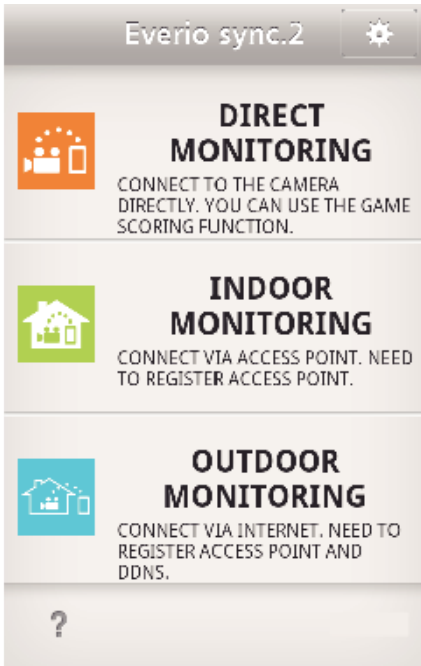 Everio sync.2
DIRECT
MONITORING
CONNECT TO THE CAMERA
DIRECTLY. YOU CAN USE THE GAME
SCORING FUNCTION.
INDOOR
MONITORING
CONNECT VIA ACCESS POINT. NEED
TO REGISTER ACCESS POINT.
OUTDOOR
MONITORING
CONNECT VIA INTERNET. NEED TO
REGISTER ACCESS POINT AND
DDNS.
?